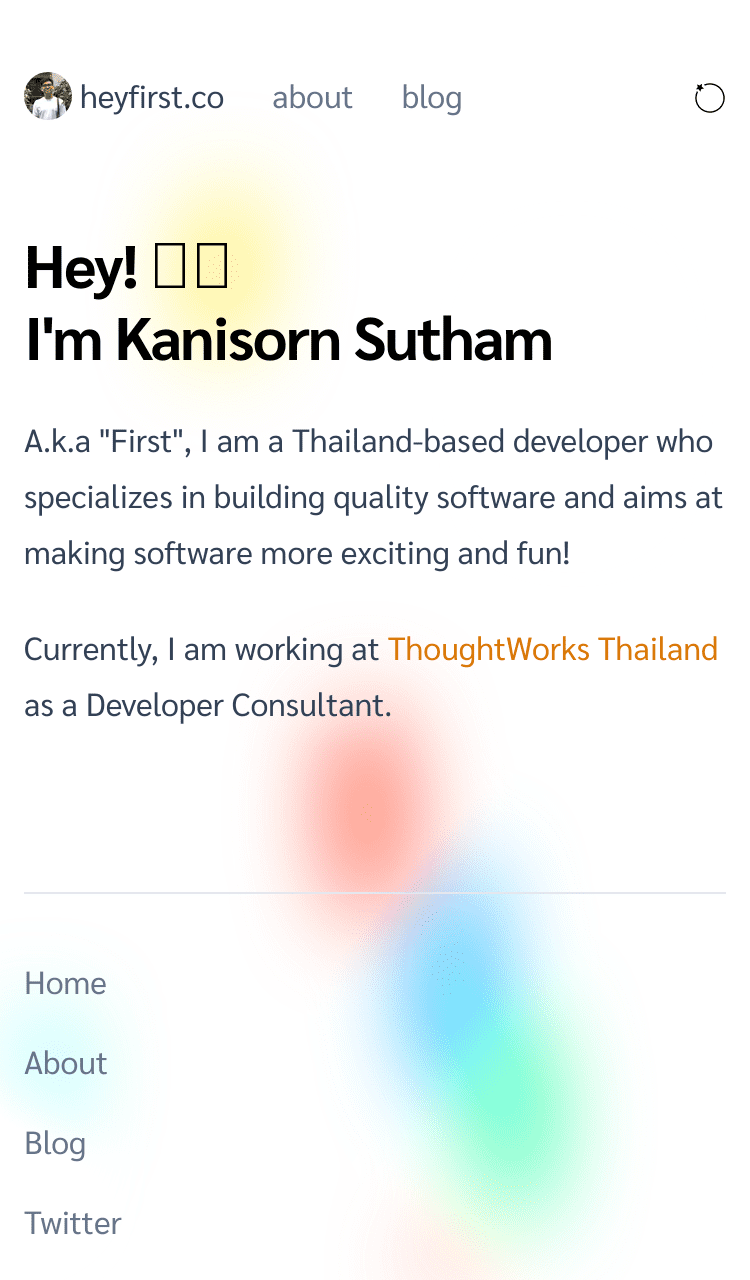 heyfirst.co about blog
Hey!
I'm Kanisorn Sutham
A.k.a "First", I am a Thailand-based developer who
specializes in building quality software and aims at
making software more exciting and fun!
Currently, I am working at ThoughtWorks Thailand
as a Developer Consultant.
Home
About
Blog
Twitter